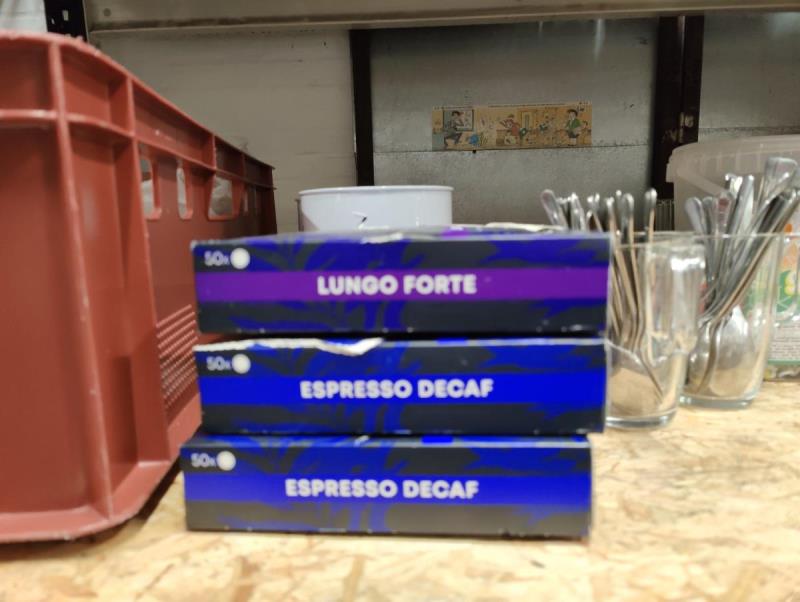 50x
LUNGO FORTE
50x
ESPRESSO DECAF
50x
ESPRESSO DECAF